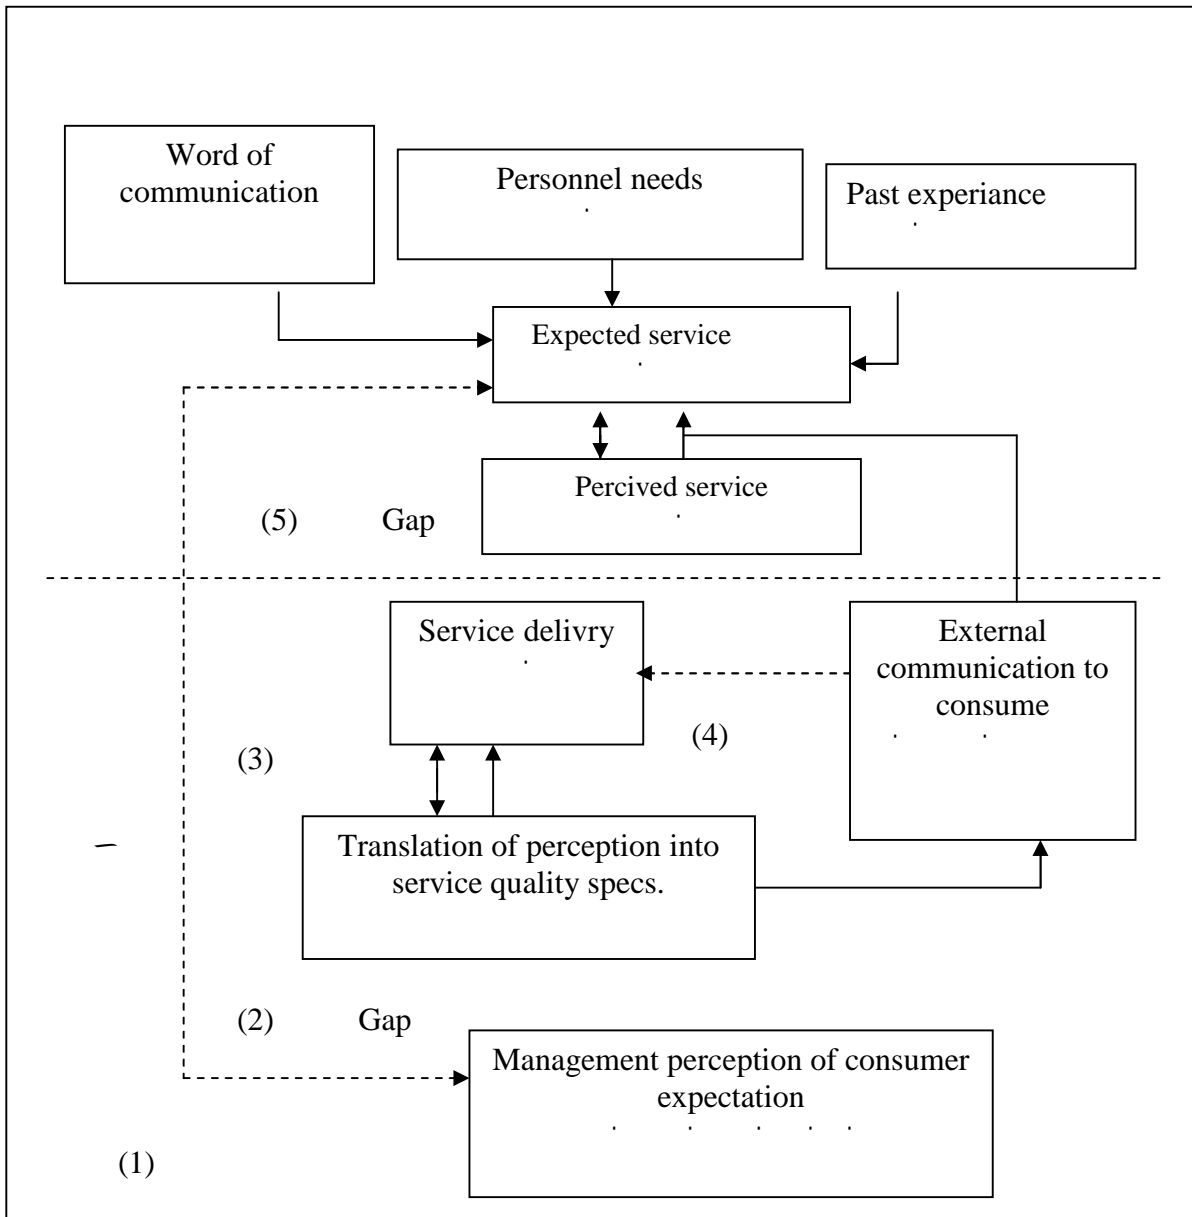 Word of
communication
Personnel needs
Past experiance
Expected service
Percived service
(5) Gap
Service delivry
External
communication to
consume
(4)
(3)
Translation of perception into
service quality specs.
(2) Gap
Management perception of consumer
expectation
(1)